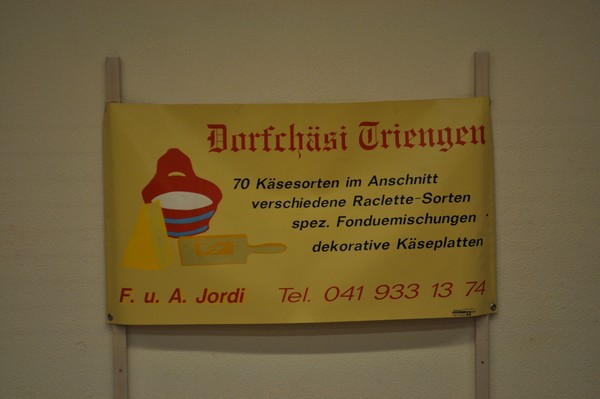 Dorfchäsi Triengen
70 Käsesorten im Anschnitt
verschiedene Raclette-Sorten
spez. Fonduemischungen
dekorative Käseplatten
F. u. A. Jordi Tel. 041 933 13 74